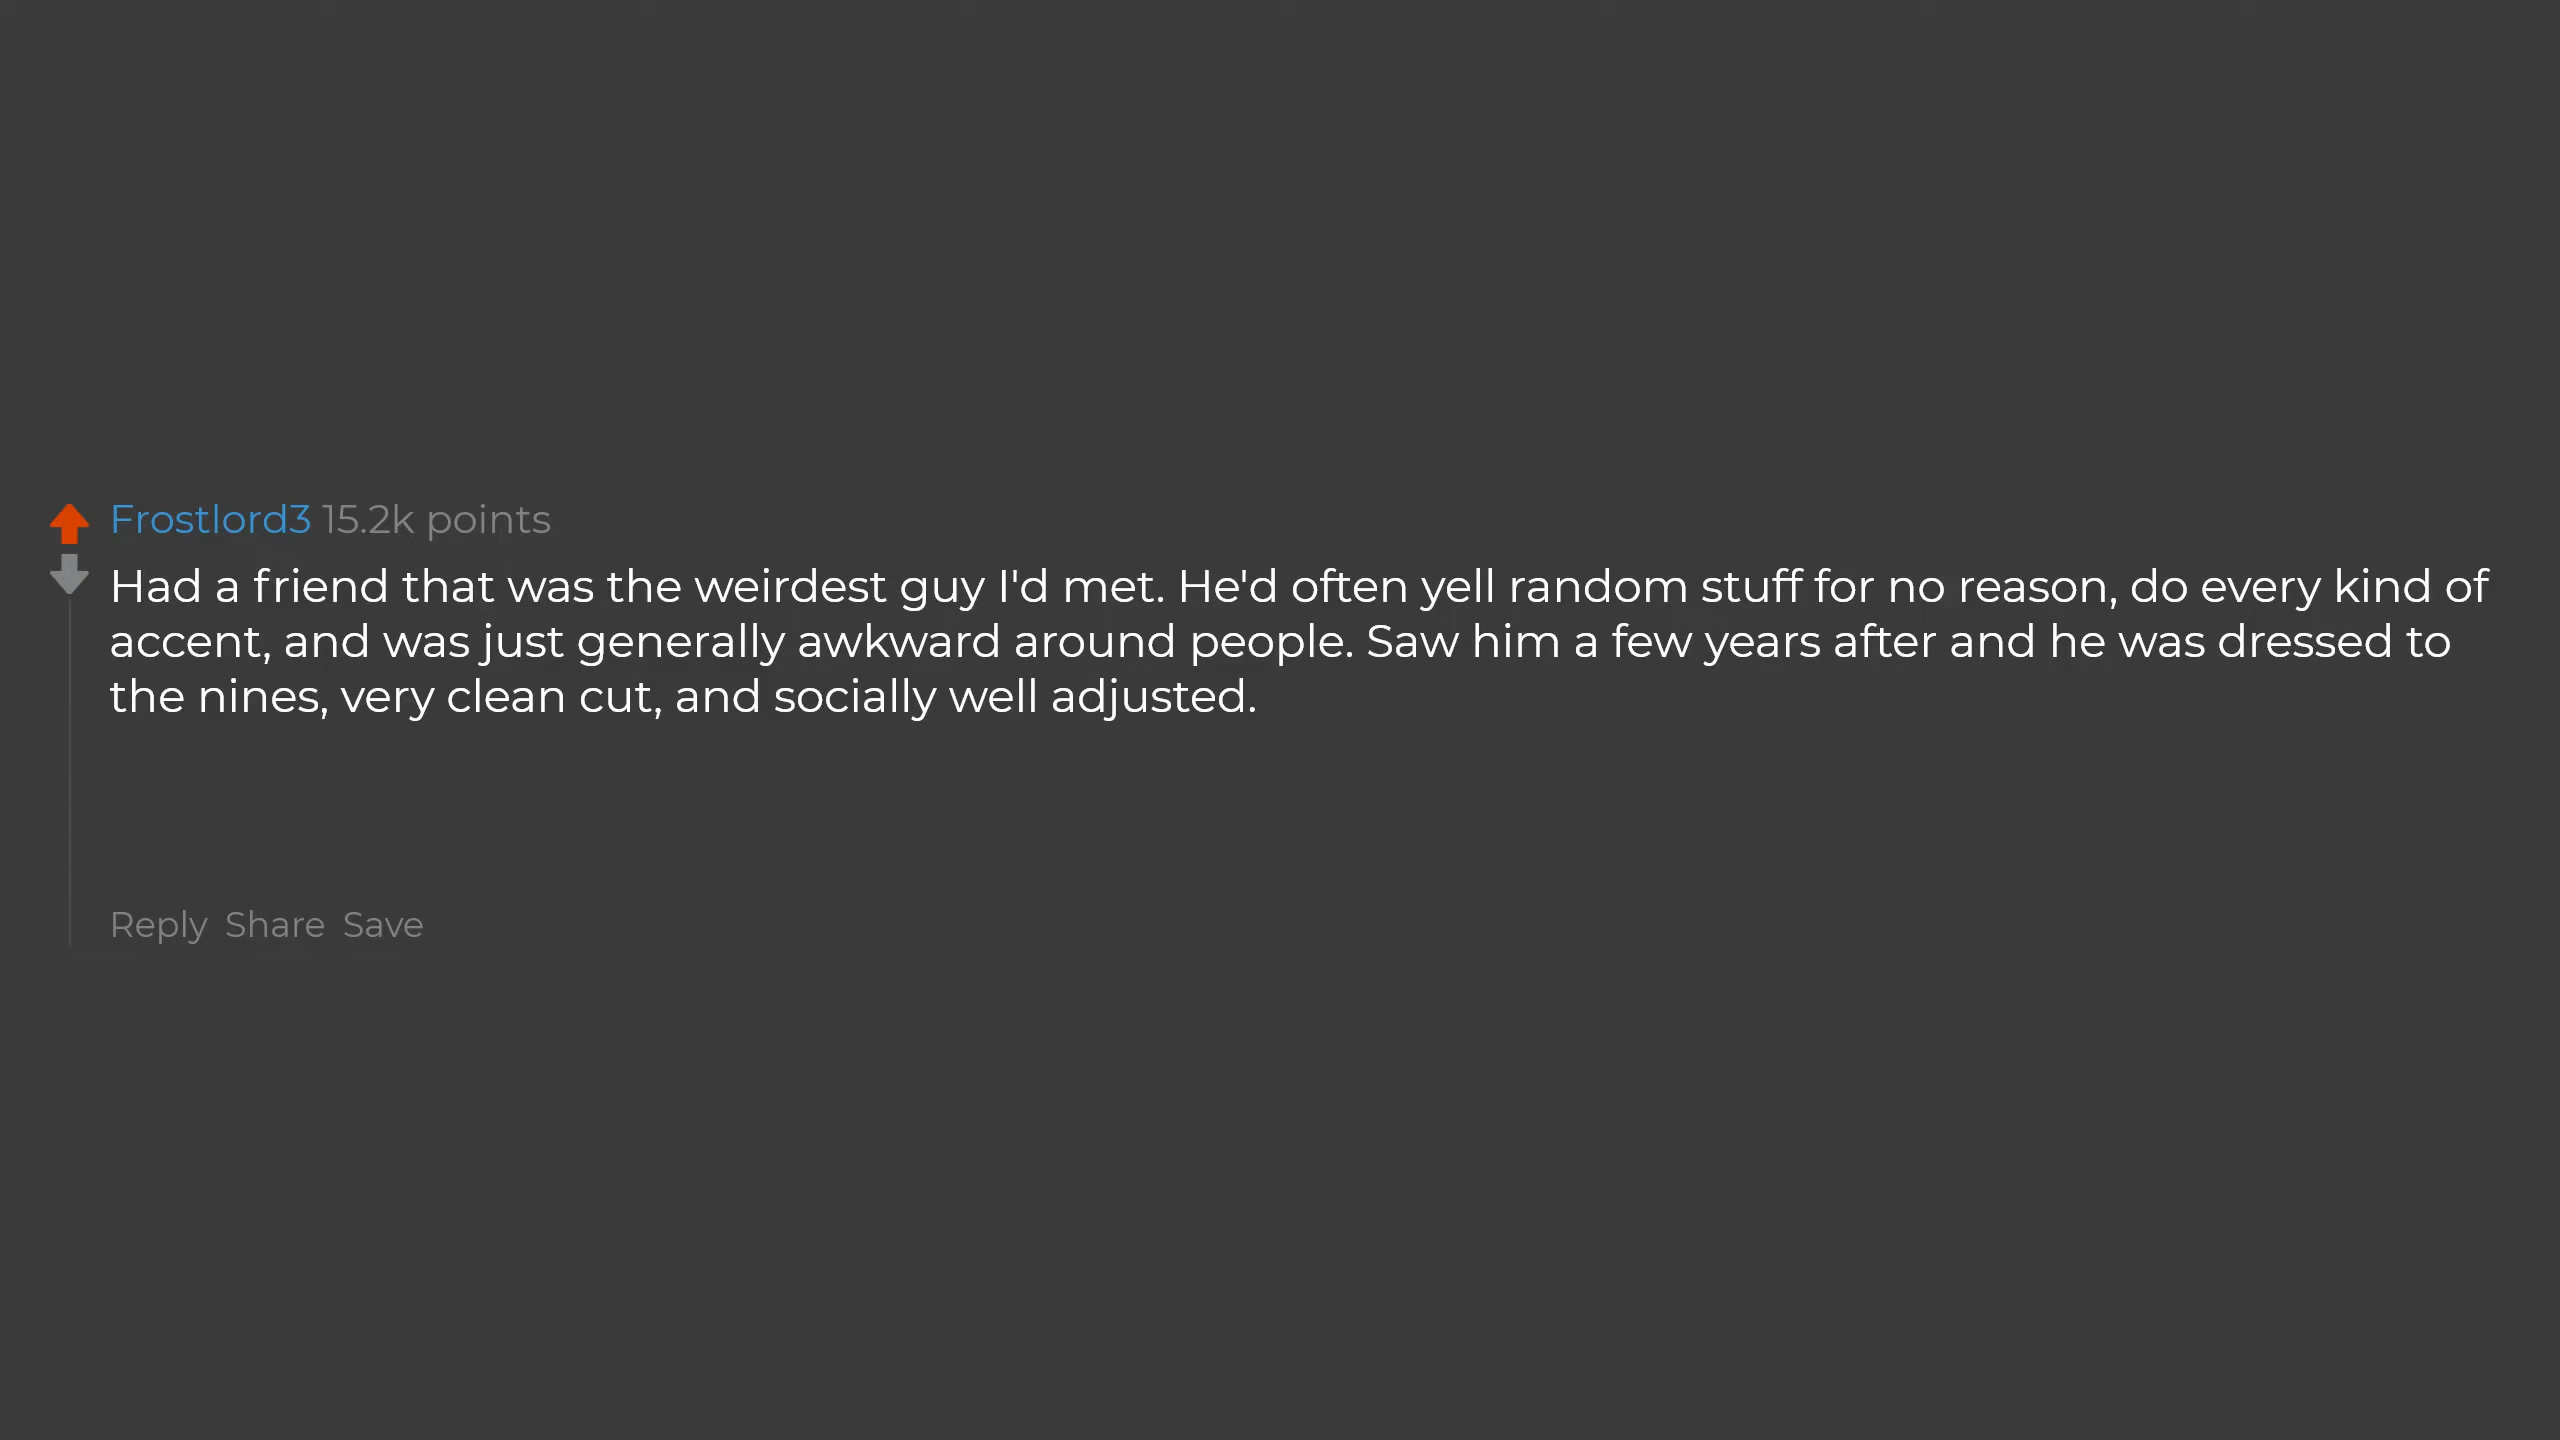 Frostlord3 15.2k points
Had a friend that was the weirdest guy I'd met. He'd often yell random stuff for no reason, do every kind of
accent, and was just generally awkward around people. Saw him a few years after and he was dressed to
the nines, very clean cut, and socially well adjusted.
Reply Share Save